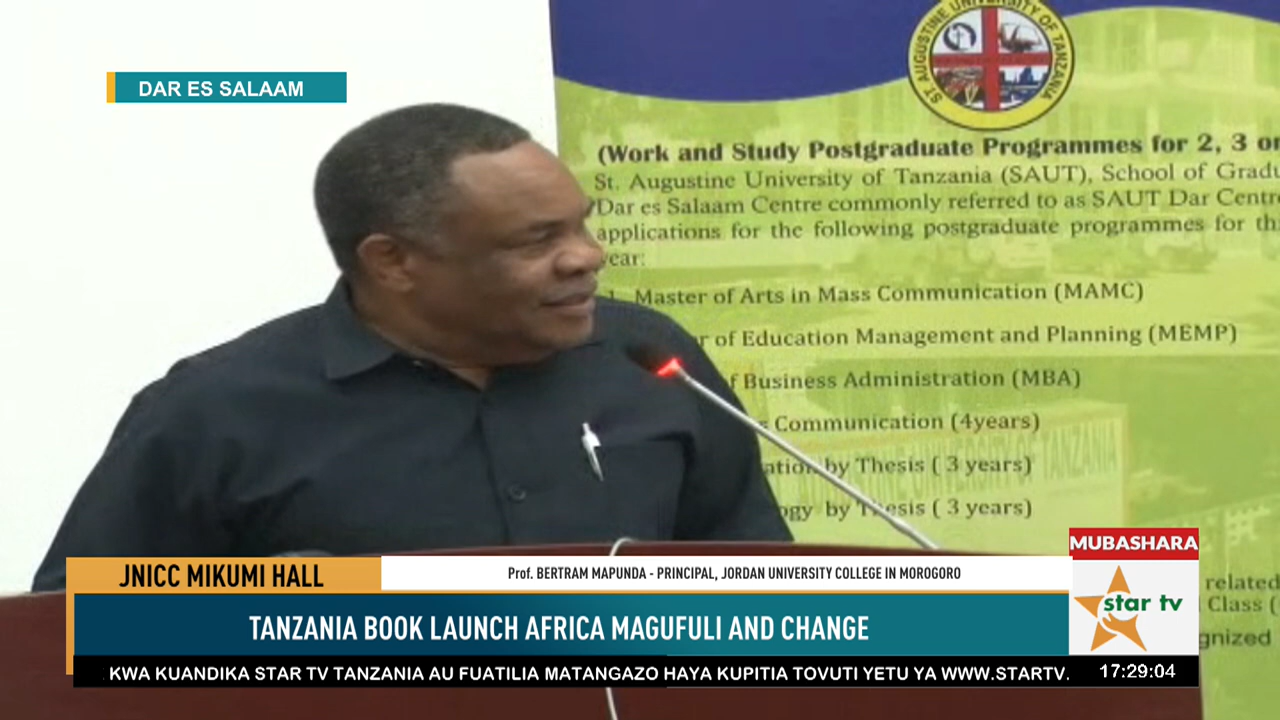 DAR ES SALAAM
ST. AUGUSTINE UNIVERSITY OF TANZANIA
(Work and Study Postgraduate Programmes for 2, 3 or
St. Augustine University of Tanzania (SAUT), School of Gradu
Dar es Salaam Centre commonly referred to as SAUT Dar Centre
applications for the following postgraduate programmes for th
year:
1. Master of Arts in Mass Communication (MAMC)
r of Education Management and Planning (MEMP)
f Business Administration (MBA)
s Communication (4years)
ation by Thesis ( 3 years)
ogy by Thesis ( 3 years)
related
Class (
gnized
MUBASHARA
star tv
JNICC MIKUMI HALL
Prof. BERTRAM MAPUNDA - PRINCIPAL, JORDAN UNIVERSITY COLLEGE IN MOROGORO
TANZANIA BOOK LAUNCH AFRICA MAGUFULI AND CHANGE
KWA KUANDIKA STAR TV TANZANIA AU FUATILIA MATANGAZO HAYA KUPITIA TOVUTI YETU YA WWW.STARTV.
17:29:04